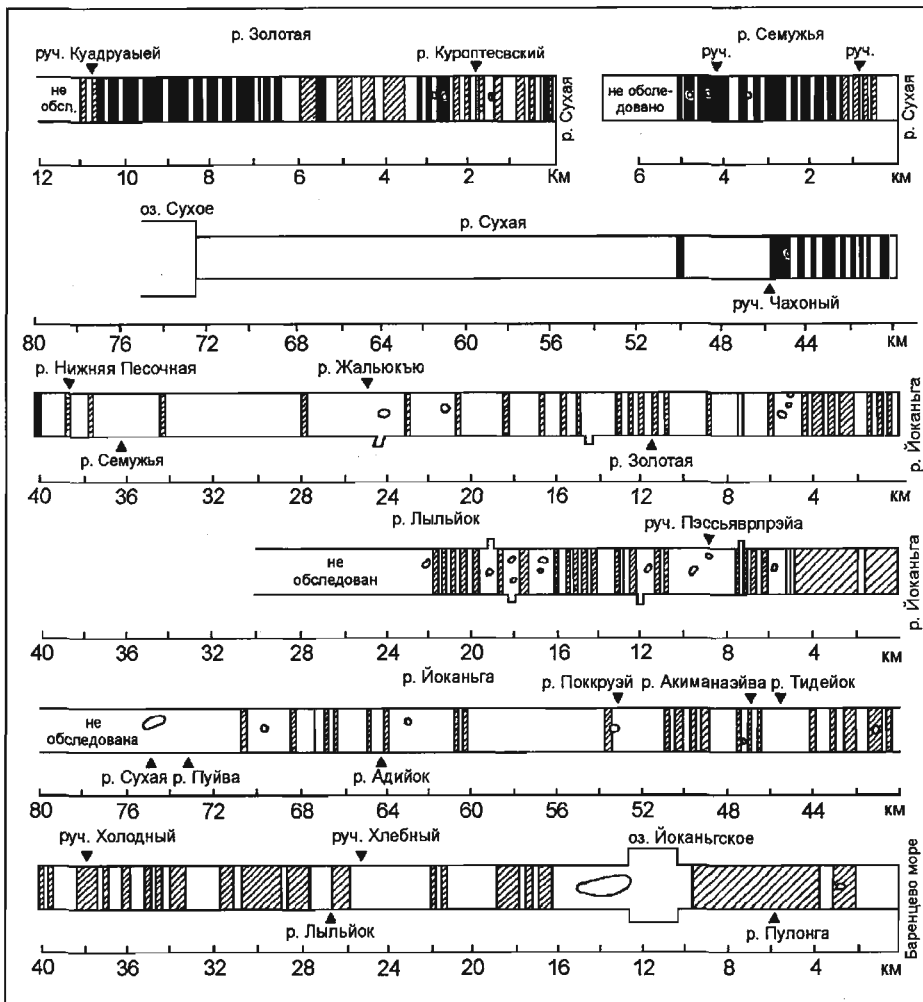 р. Золотая
р. Семужья
руч. Куадруаыей
р. Куроптесвский
руч.
руч.
не
обсл.
р. Сухая
не обсле-
довано
р. Сухая
12 10 8 6 4 2 Км
6 4 2 км
оз. Сухое
р. Сухая
руч. Чахоный
80 76 72 68 64 60 56 52 48 44 км
р. Нижняя Песочная
р. Жальюкъю
р. Йоканьга
р. Семужья
р. Золотая
40 36 32 28 24 20 16 12 8 4 км
р. Лыльйок
руч. Пэссьяврлрэйа
не
обследован
р. Йоканьга
40 36 32 28 24 20 16 12 8 4 км
р. Йоканьга
р. Поккруэй
р. Акиманаэйва
р. Тидейок
не
обследована
р. Сухая
р. Пуйва
р. Адийок
80 76 72 68 64 60 56 52 48 44 км
руч. Холодный
руч. Хлебный
оз. Йоканьгское
Баренцево море
р. Лыльйок
р. Пулонга
40 36 32 28 24 20 16 12 8 4 км